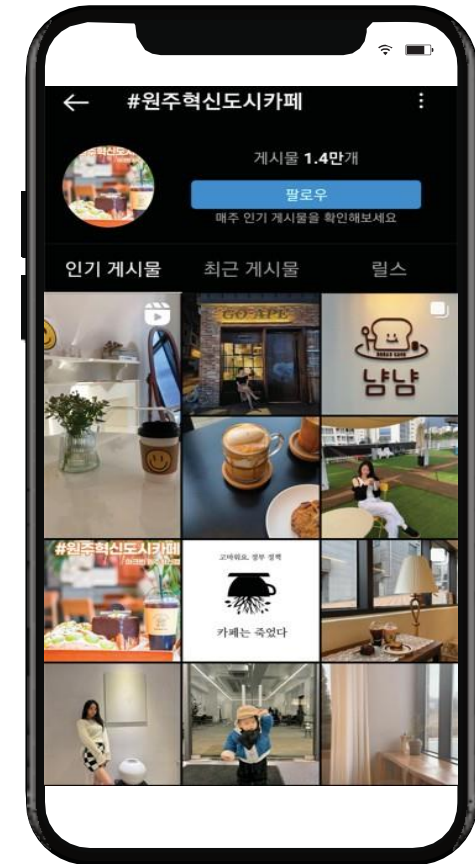 #원주혁신도시카페
게시물 1.4만개
팔로우
매주 인기 게시물을 확인해보세요
인기 게시물
최근 게시물
릴스
GO APE
냠냠
#원주혁신도시카페
고마워요, 정부 정책
카페는 죽었다